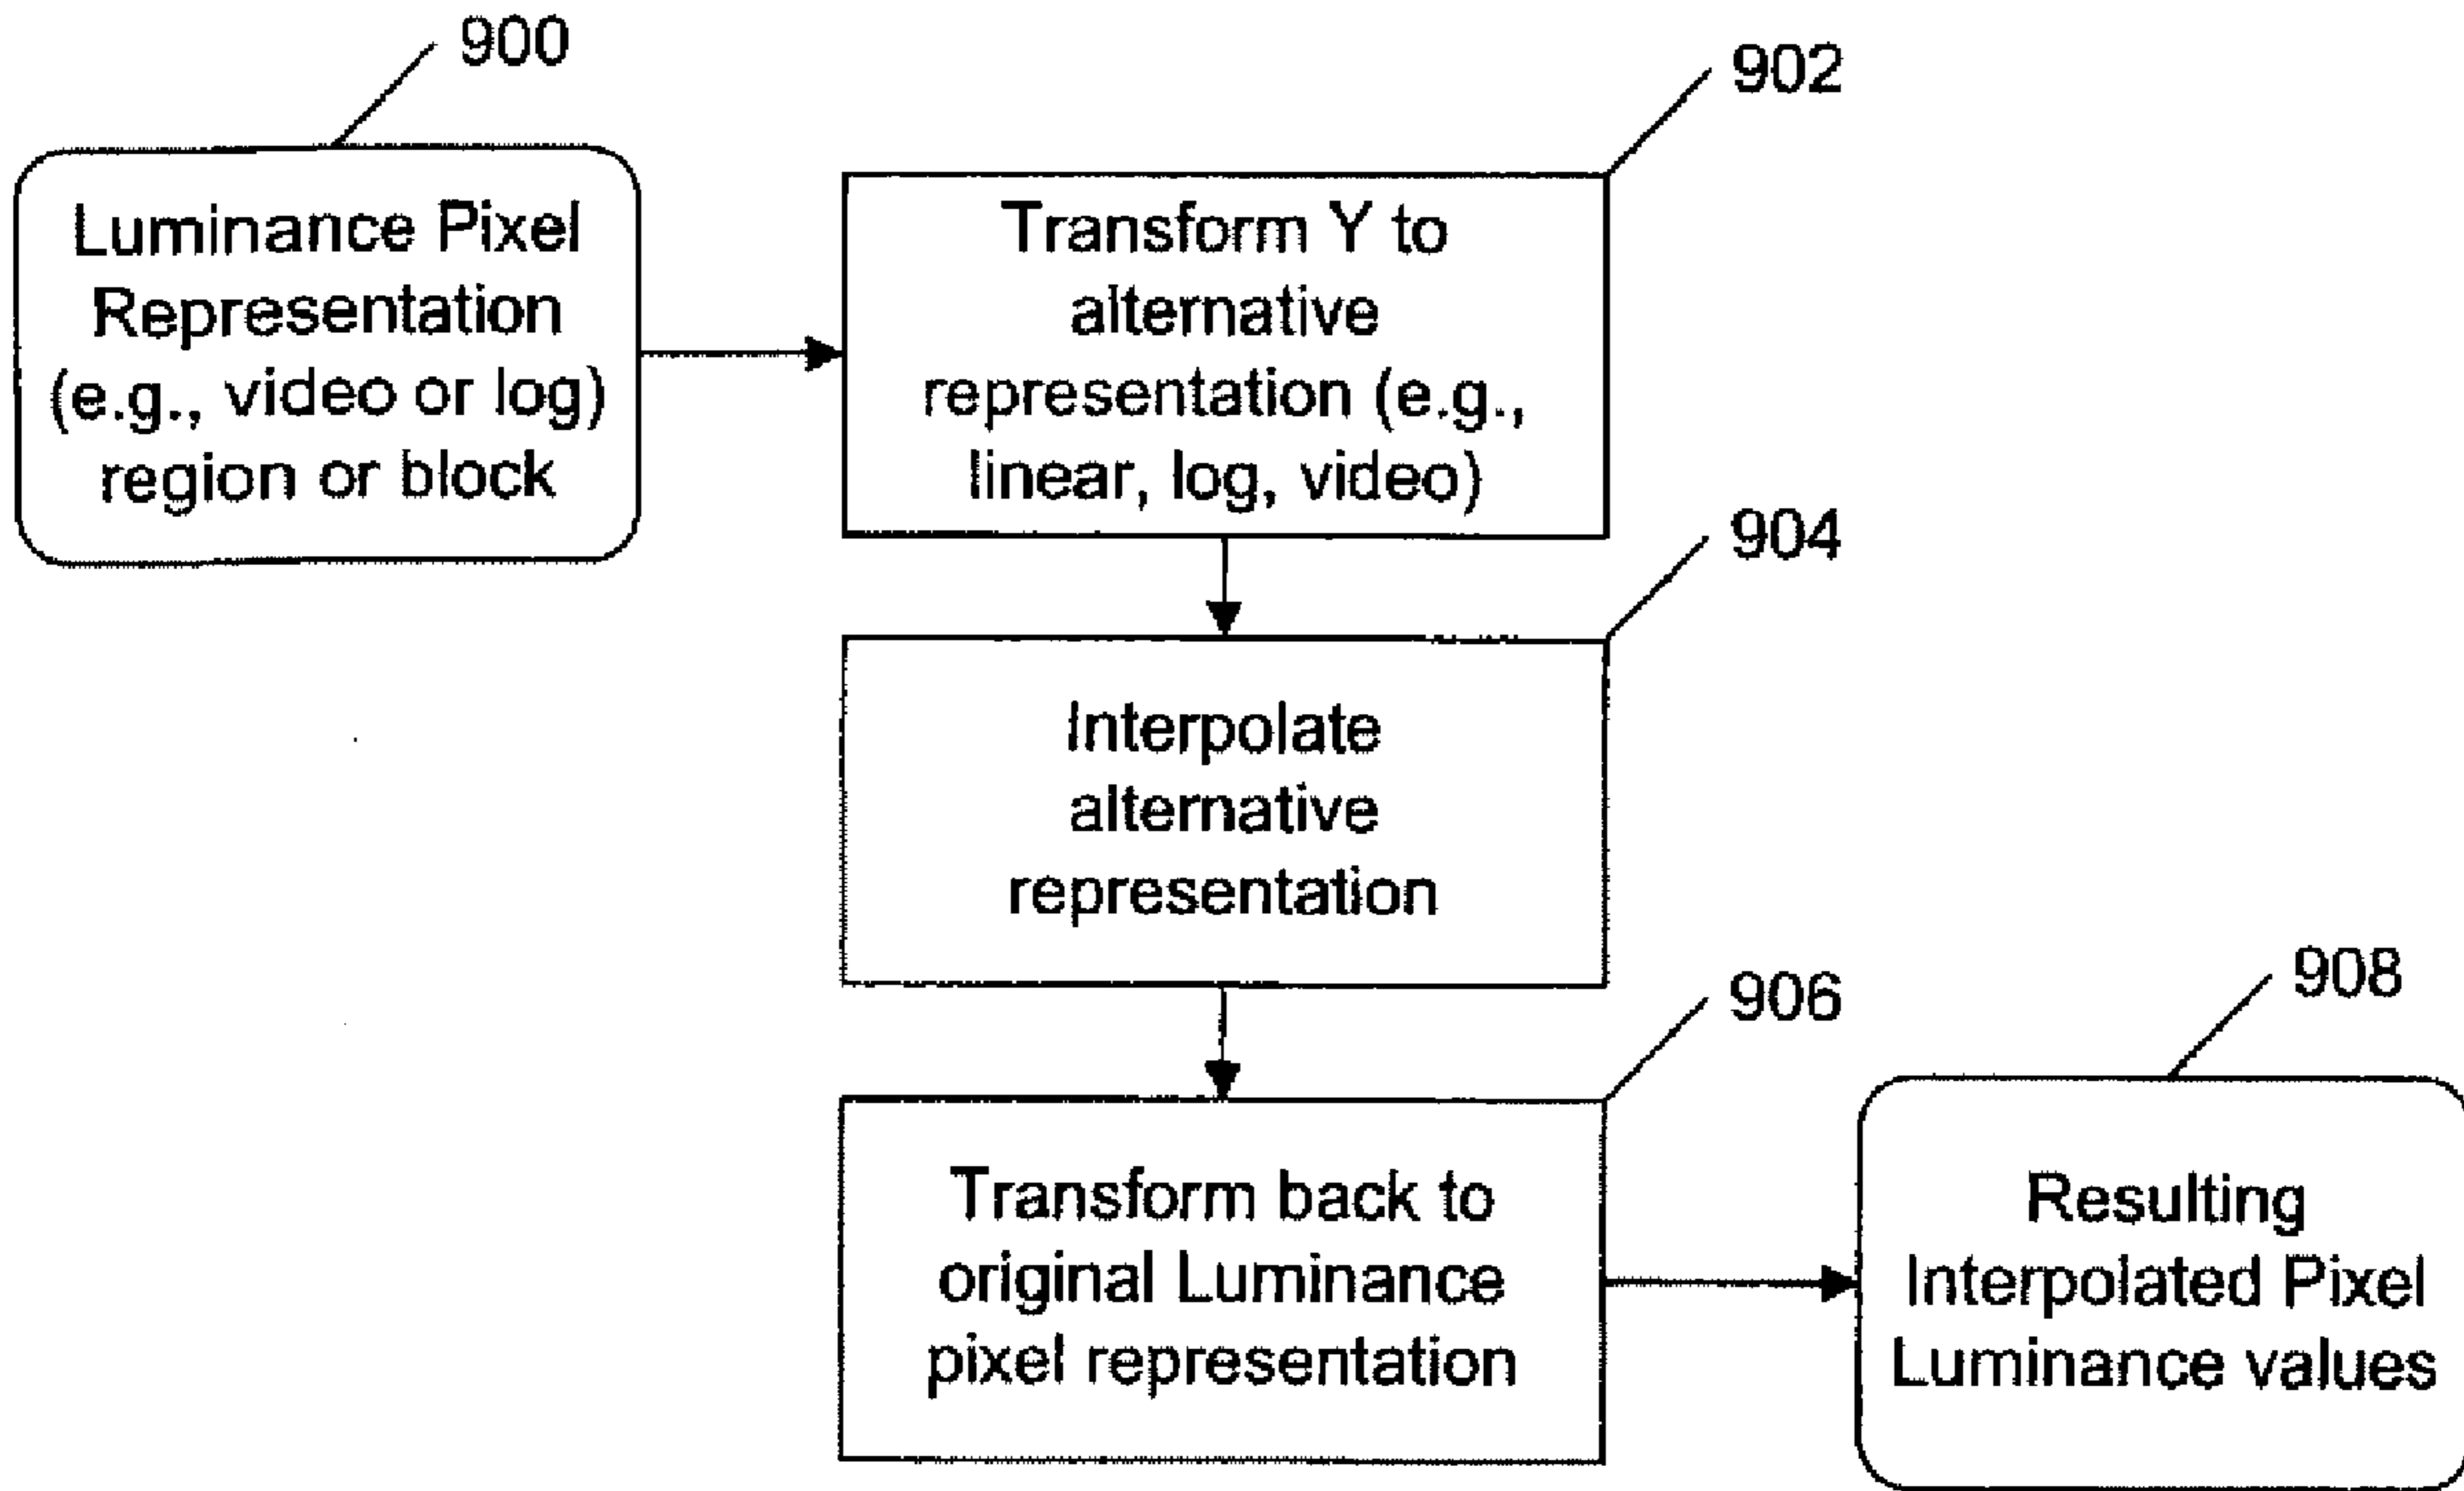 900
Luminance Pixel
Representation
(e.g., video or log)
region or block
902
Transform Y to
alternative
representation (e.g.,
linear, log, video)
904
Interpolate
alternative
representation
906
Transform back to
original Luminance
pixel representation
908
Resulting
Interpolated Pixel
Luminance values